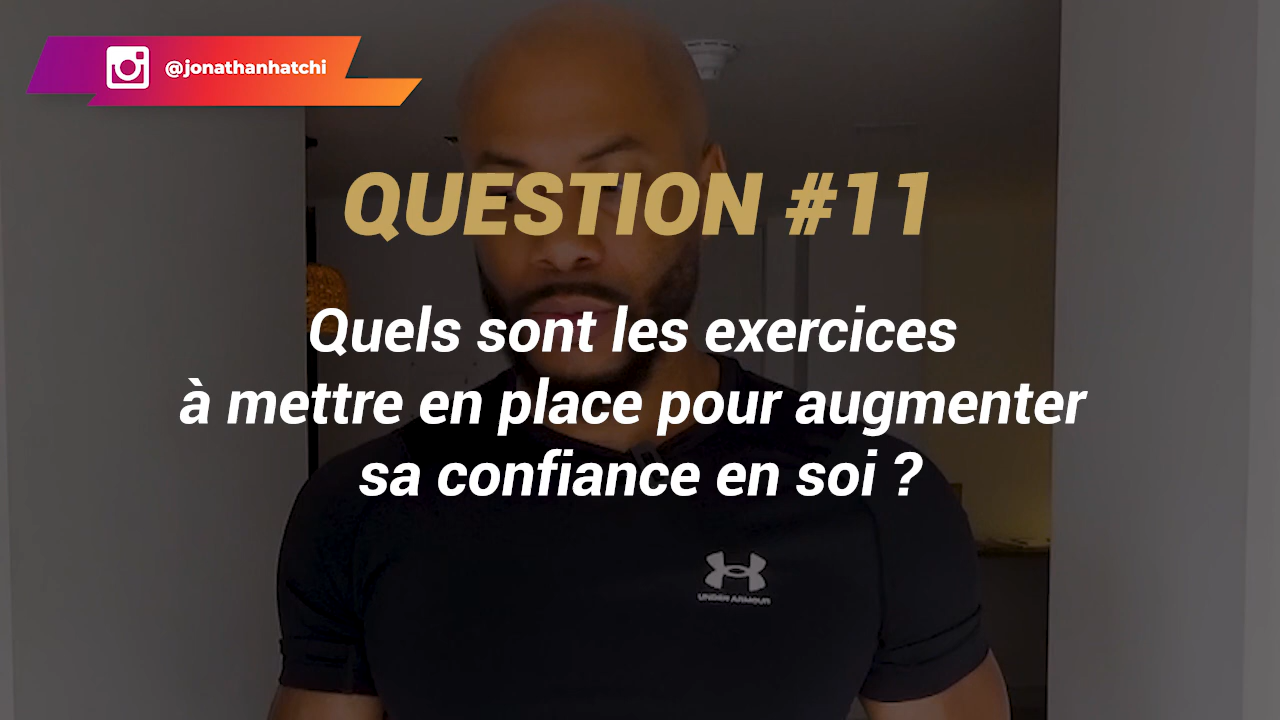 @jonathanhatchi
QUESTION #11
Quels sont les exercices
à mettre en place pour augmenter
sa confiance en soi ?
UNDER ARMOUR